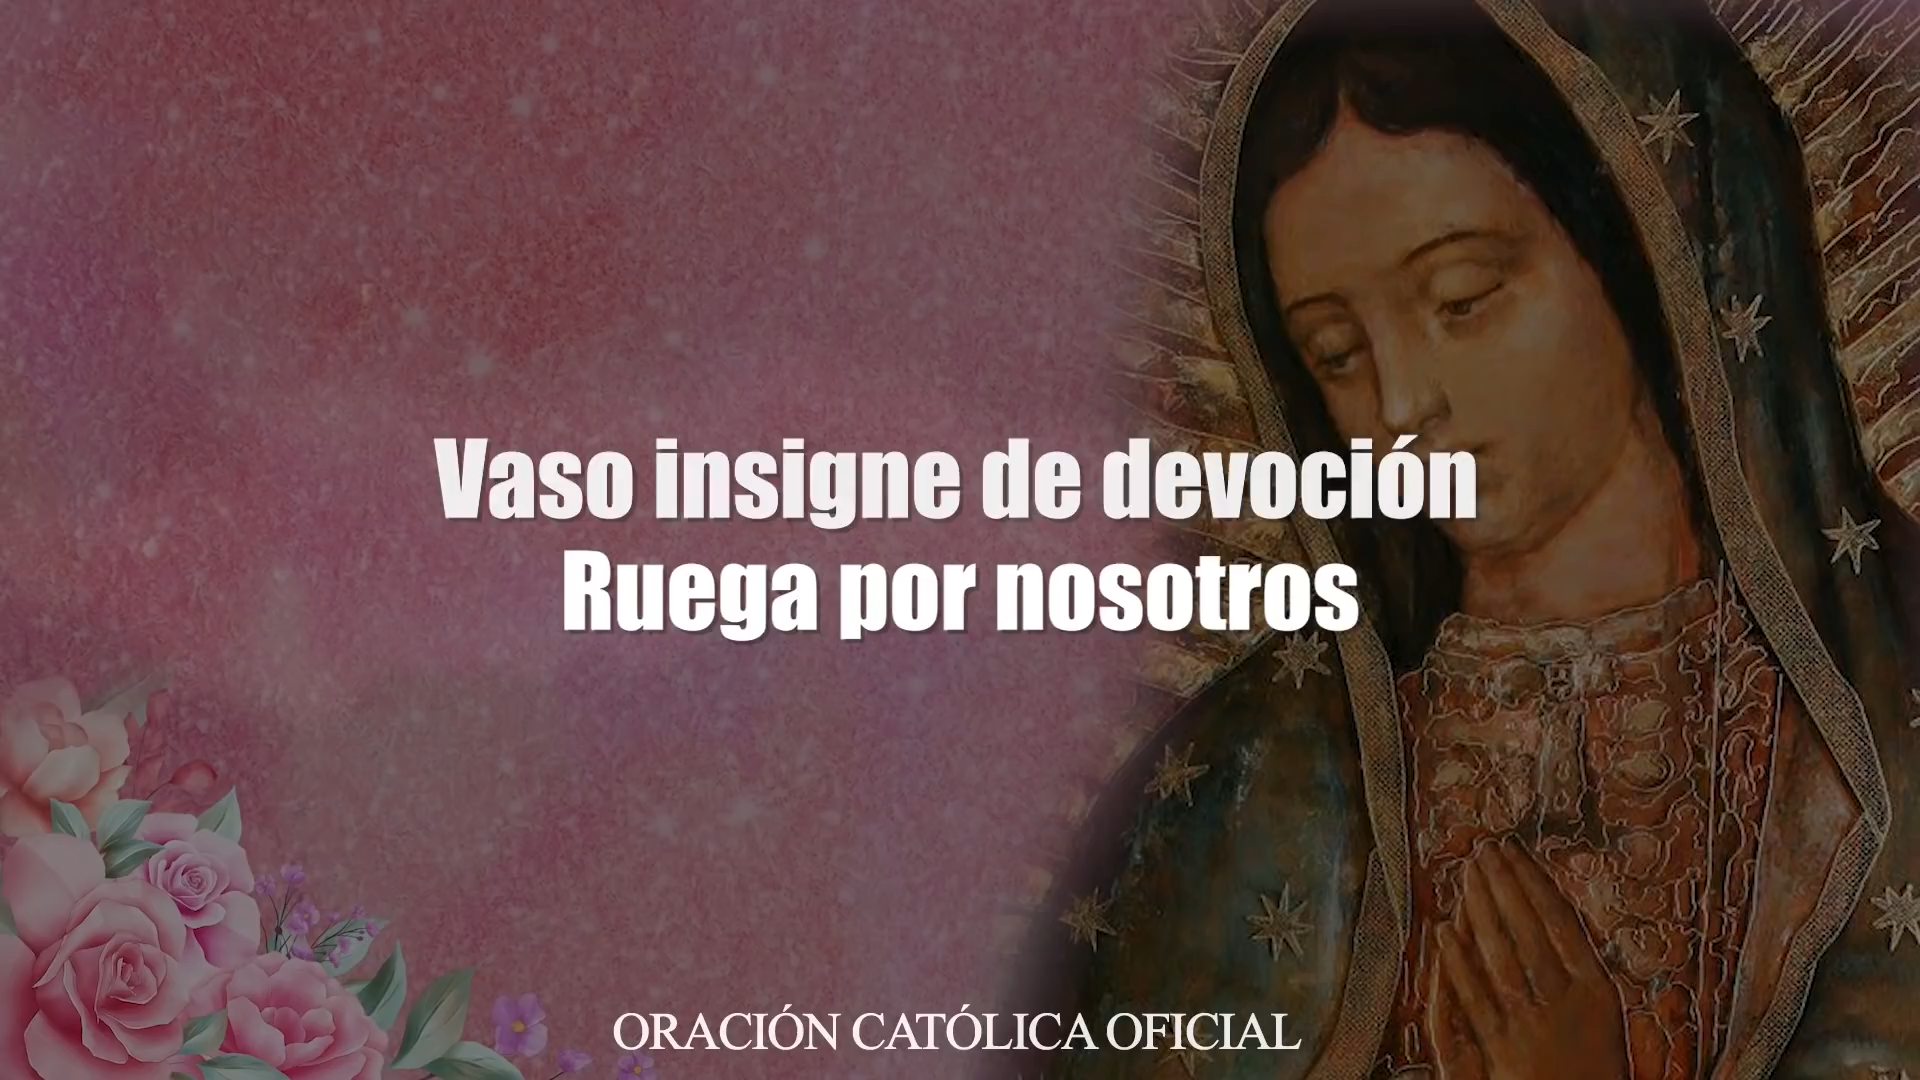 Vaso insigne de devoción
Ruega por nosotros
ORACIÓN CATÓLICA OFICIAL